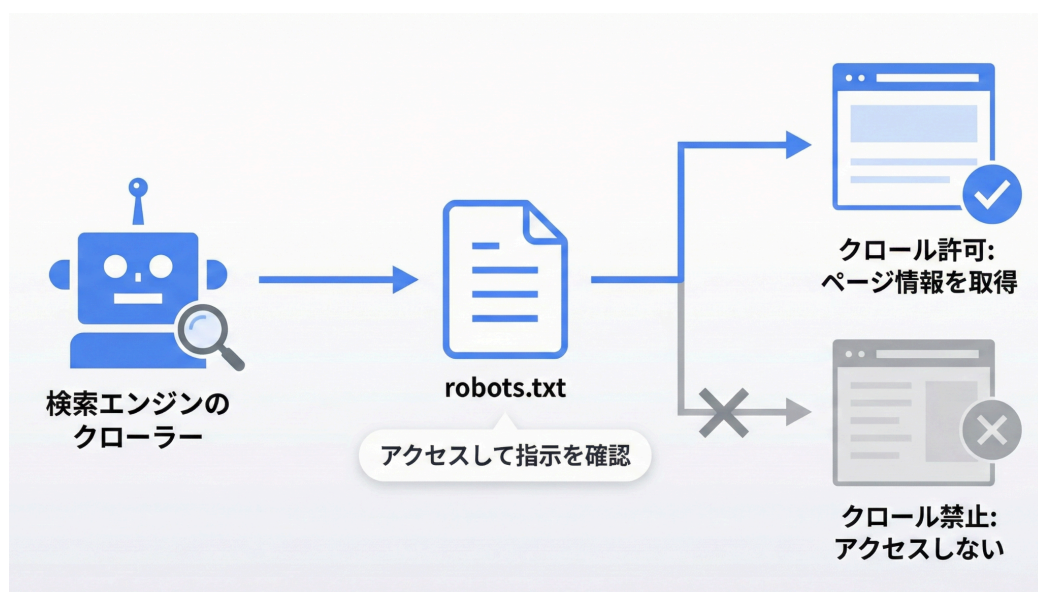 検索エンジンの
クローラー
robots.txt
アクセスして指示を確認
クロール許可:
ページ情報を取得
クロール禁止:
アクセスしない